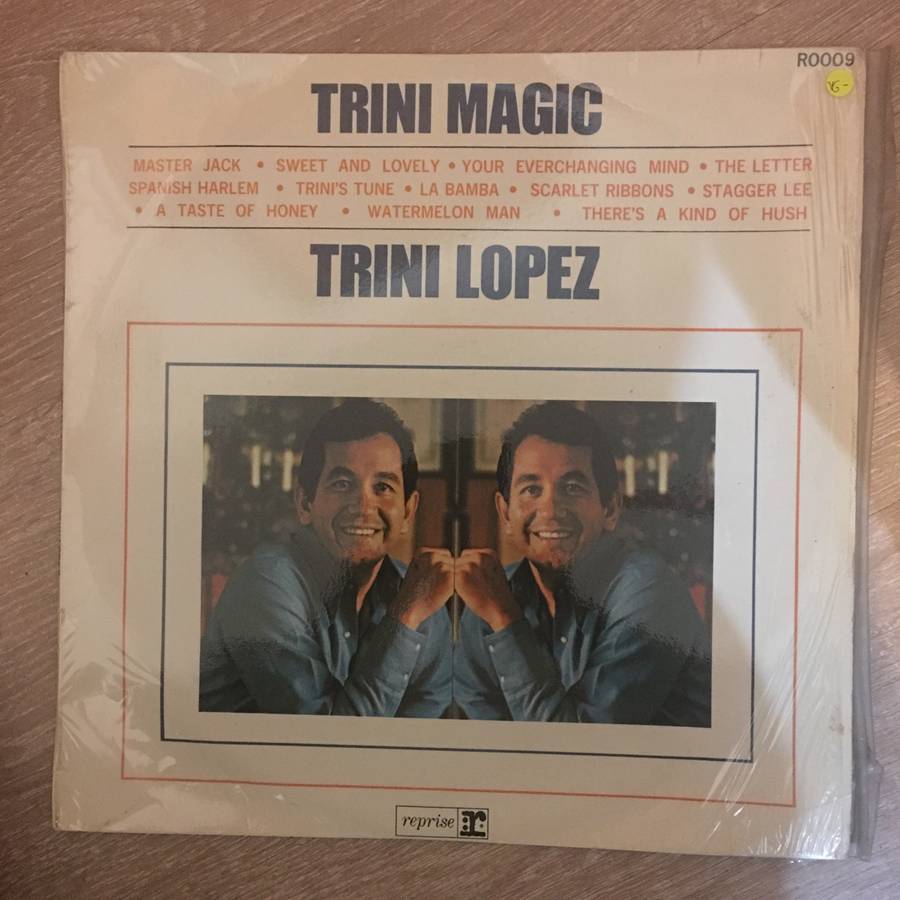 R0009
VG-
TRINI MAGIC
MASTER JACK • SWEET AND LOVELY • YOUR EVERCHANGING MIND • THE LETTER
SPANISH HARLEM • TRINI'S TUNE • LA BAMBA • SCARLET RIBBONS • STAGGER LEE
• A TASTE OF HONEY • WATERMELON MAN • THERE'S A KIND OF HUSH
TRINI LOPEZ
reprise r: